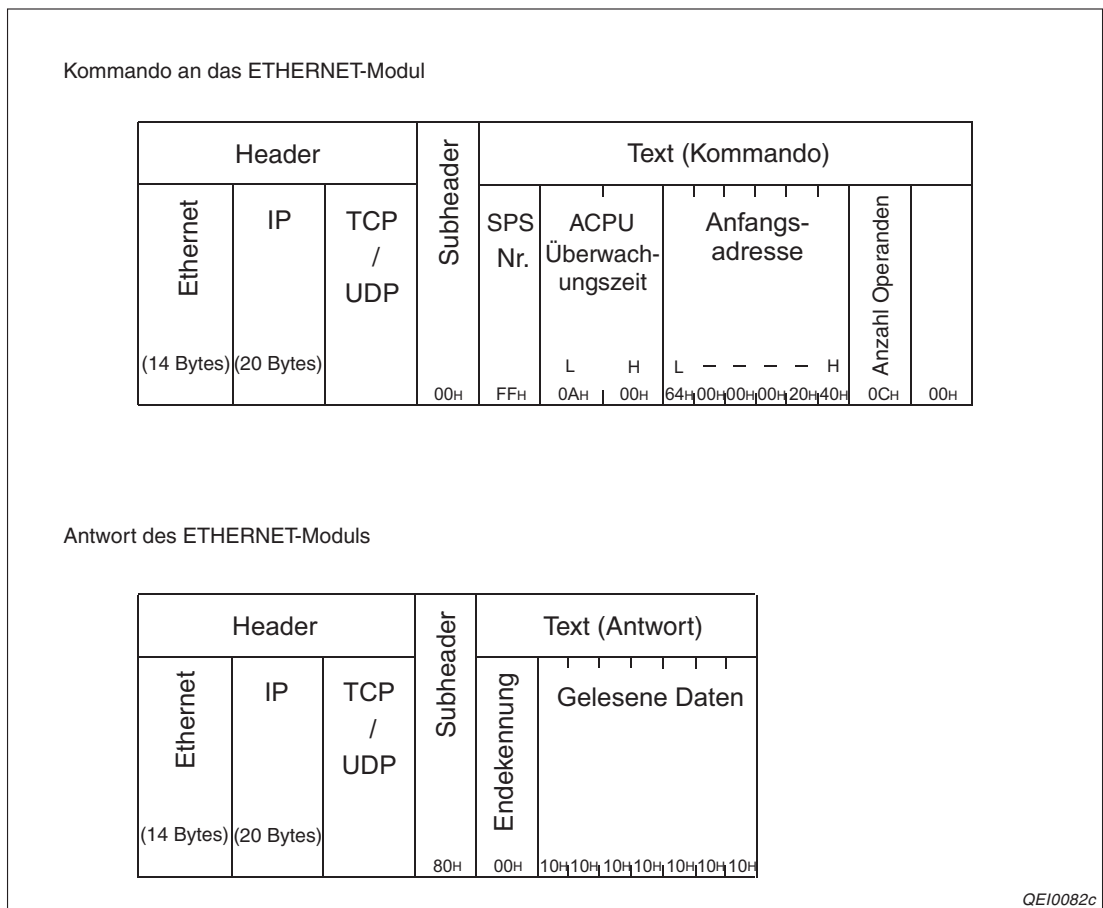 Kommando an das ETHERNET-Modul
Header
Subheader
Text (Kommando)
Ethernet
IP
TCP
/
UDP
SPS
Nr.
ACPU
Überwach-
ungszeit
Anfangs-
adresse
Anzahl Operanden
(14 Bytes) (20 Bytes)
L H L – – – – H
00H FFH 0AH 00H 64H 00H 00H 00H 20H 40H 0CH 00H
Antwort des ETHERNET-Moduls
Header
Subheader
Text (Antwort)
Ethernet
IP
TCP
/
UDP
Endekennung
Gelesene Daten
(14 Bytes) (20 Bytes)
80H 00H 10H 10H 10H 10H 10H 10H 10H
QEI0082c